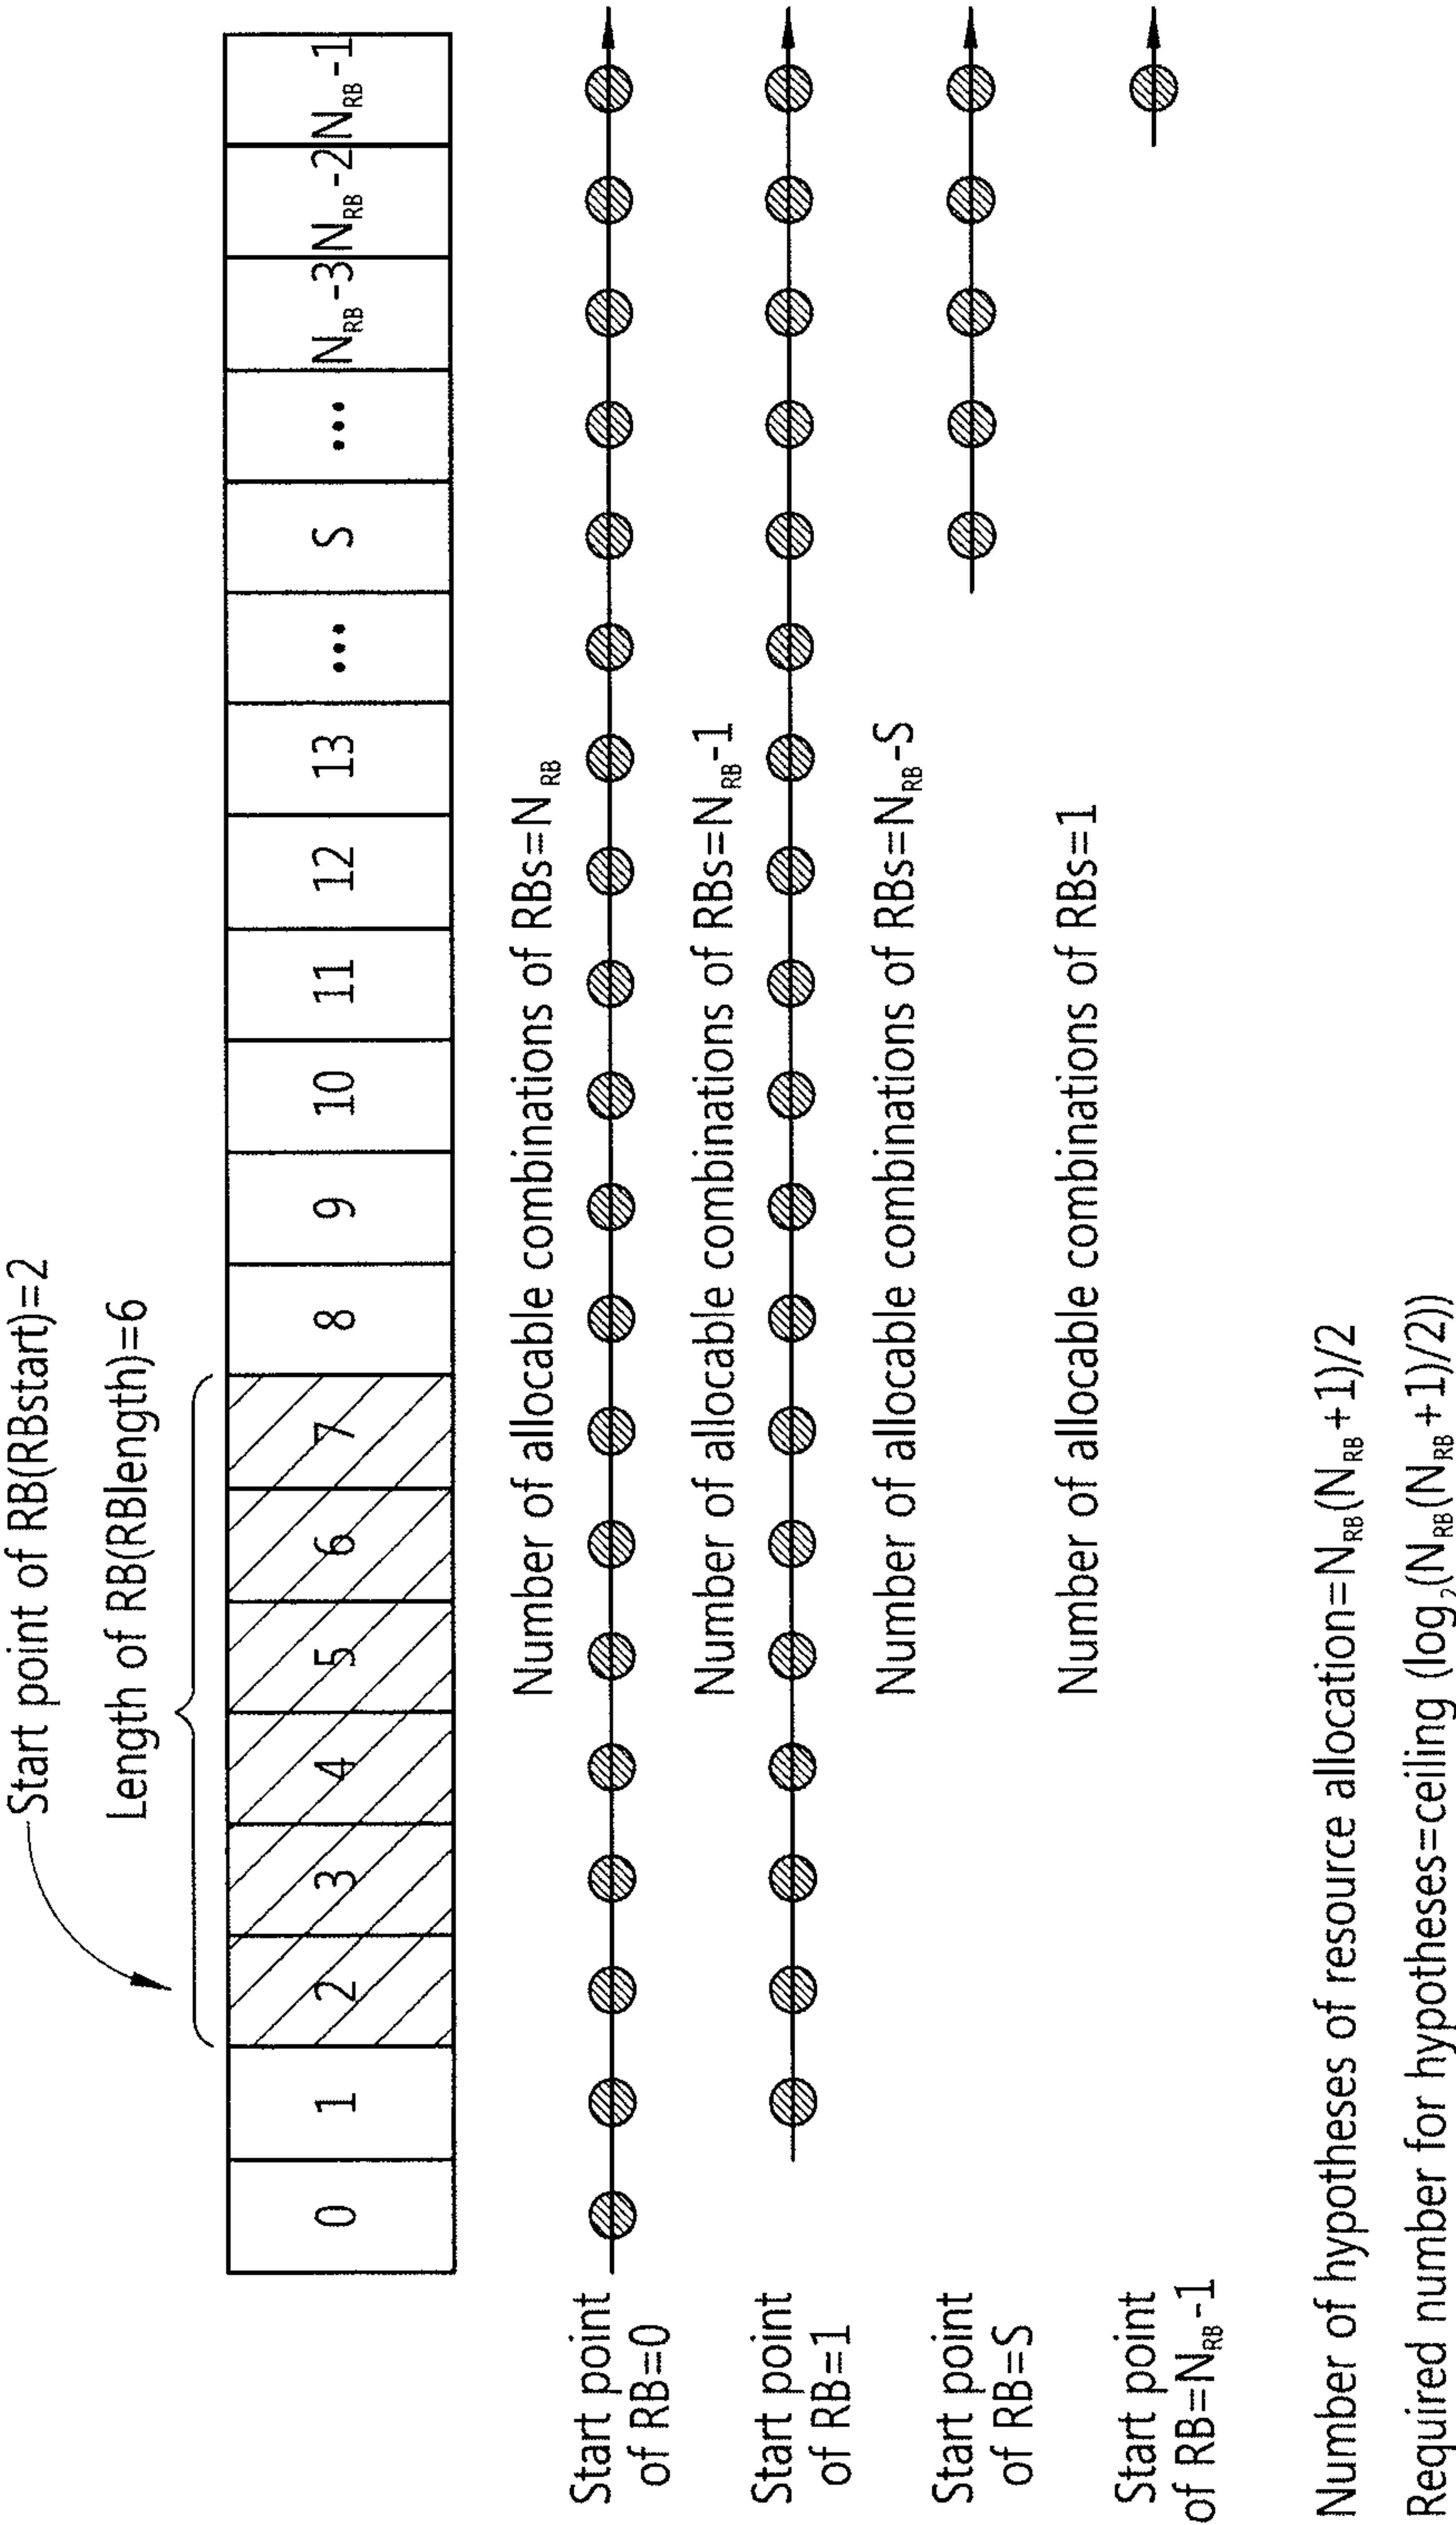 Start point of RB(RBstart)=2
Length of RB(RBlength)=6
0 1 2 3 4 5 6 7 8 9 10 11 12 13 ... S ... N_RB-3 N_RB-2 N_RB-1
Number of allocable combinations of RBs=N_RB
Start point
of RB=0
Number of allocable combinations of RBs=N_RB-1
Start point
of RB=1
Number of allocable combinations of RBs=N_RB-S
Start point
of RB=S
Number of allocable combinations of RBs=1
Start point
of RB=N_RB-1
Number of hypotheses of resource allocation=N_RB(N_RB+1)/2
Required number for hypotheses=ceiling (log_2(N_RB(N_RB+1)/2))